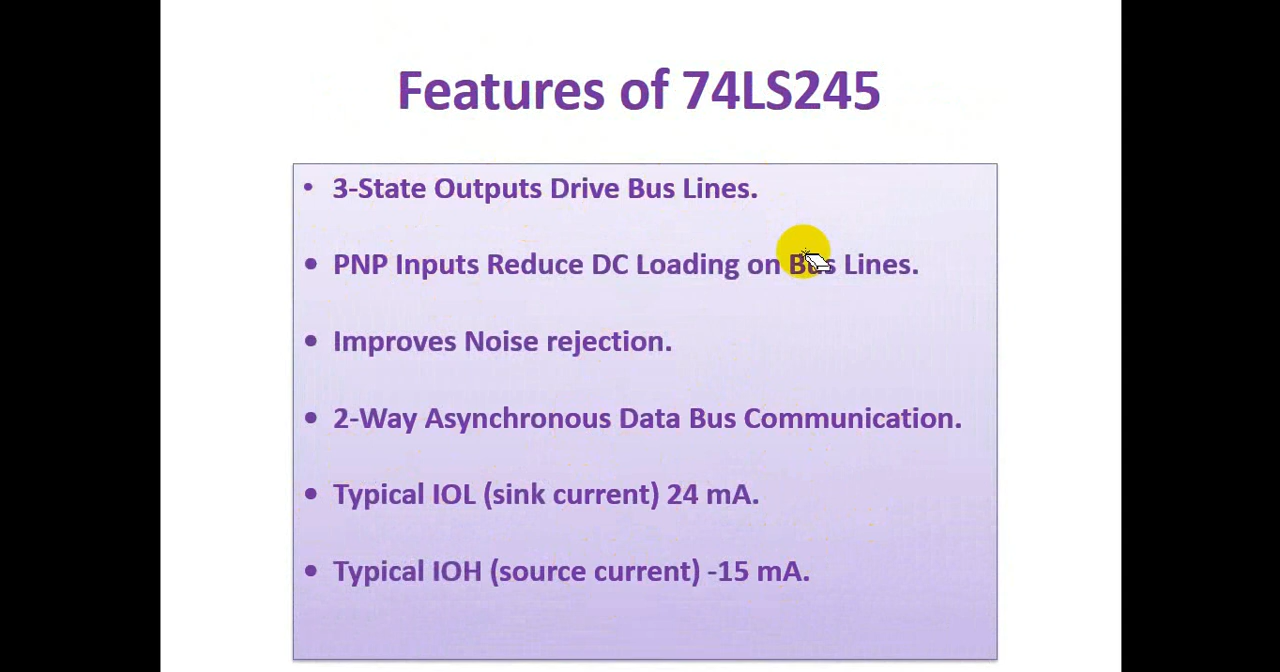 Features of 74LS245
• 3-State Outputs Drive Bus Lines.
• PNP Inputs Reduce DC Loading on Bus Lines.
• Improves Noise rejection.
• 2-Way Asynchronous Data Bus Communication.
• Typical IOL (sink current) 24 mA.
• Typical IOH (source current) -15 mA.